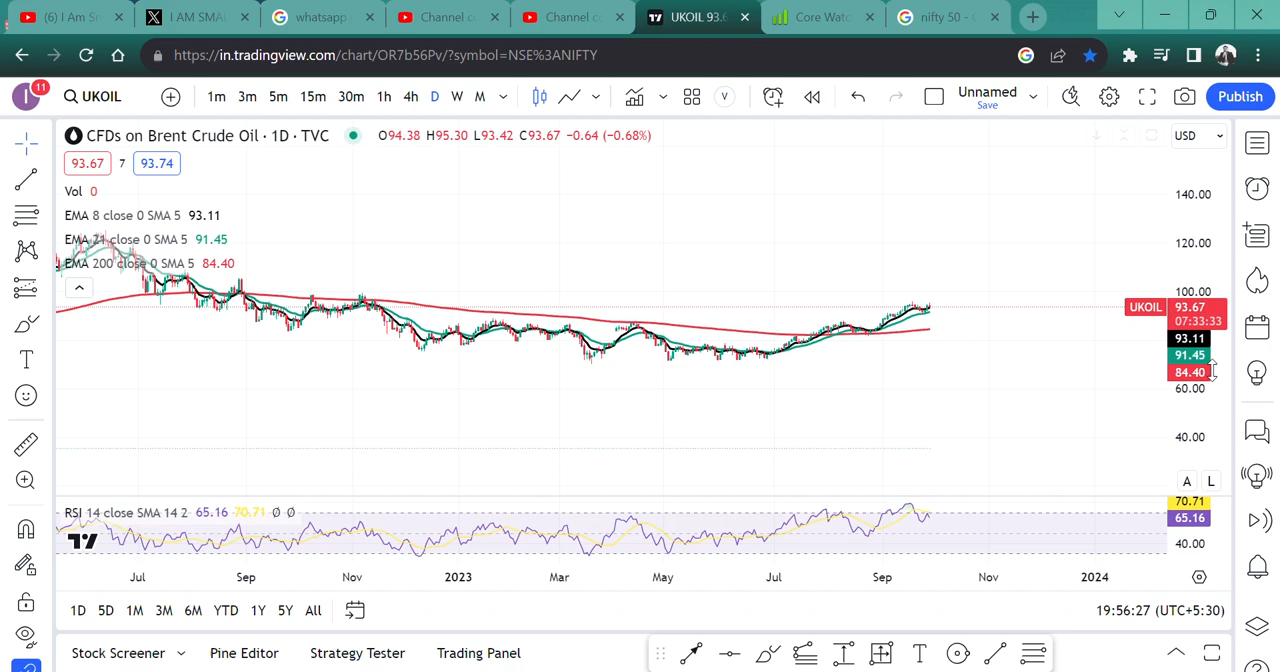 (6) I Am Sm
I AM SMAL
whatsapp
Channel c
Channel c
UKOIL 93.6
Core Wat
nifty 50 -
https://in.tradingview.com/chart/OR7b56Pv/?symbol=NSE%3ANIFTY
I 11 UKOIL 1m 3m 5m 15m 30m 1h 4h D W M V Unnamed Save Publish
CFDs on Brent Crude Oil · 1D · TVC O94.38 H95.30 L93.42 C93.67 −0.64 (−0.68%) USD
93.67 7 93.74
Vol 0
EMA 8 close 0 SMA 5 93.11
EMA 21 close 0 SMA 5 91.45
EMA 200 close 0 SMA 5 84.40
140.00
120.00
100.00
UKOIL 93.67
07:33:33
93.11
91.45
84.40
60.00
40.00
A L
RSI 14 close SMA 14 2 65.16 70.71 Ø Ø
70.71
65.16
40.00
Jul Sep Nov 2023 Mar May Jul Sep Nov 2024
1D 5D 1M 3M 6M YTD 1Y 5Y All 19:56:27 (UTC+5:30)
Stock Screener Pine Editor Strategy Tester Trading Panel